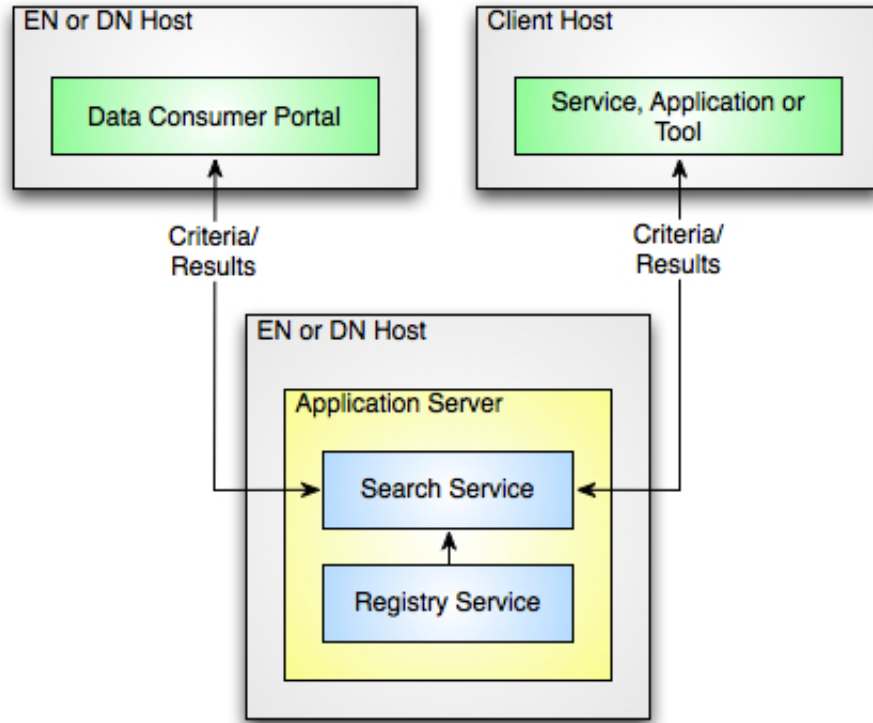 EN or DN Host
Data Consumer Portal
Client Host
Service, Application or
Tool
Criteria/
Results
Criteria/
Results
EN or DN Host
Application Server
Search Service
Registry Service